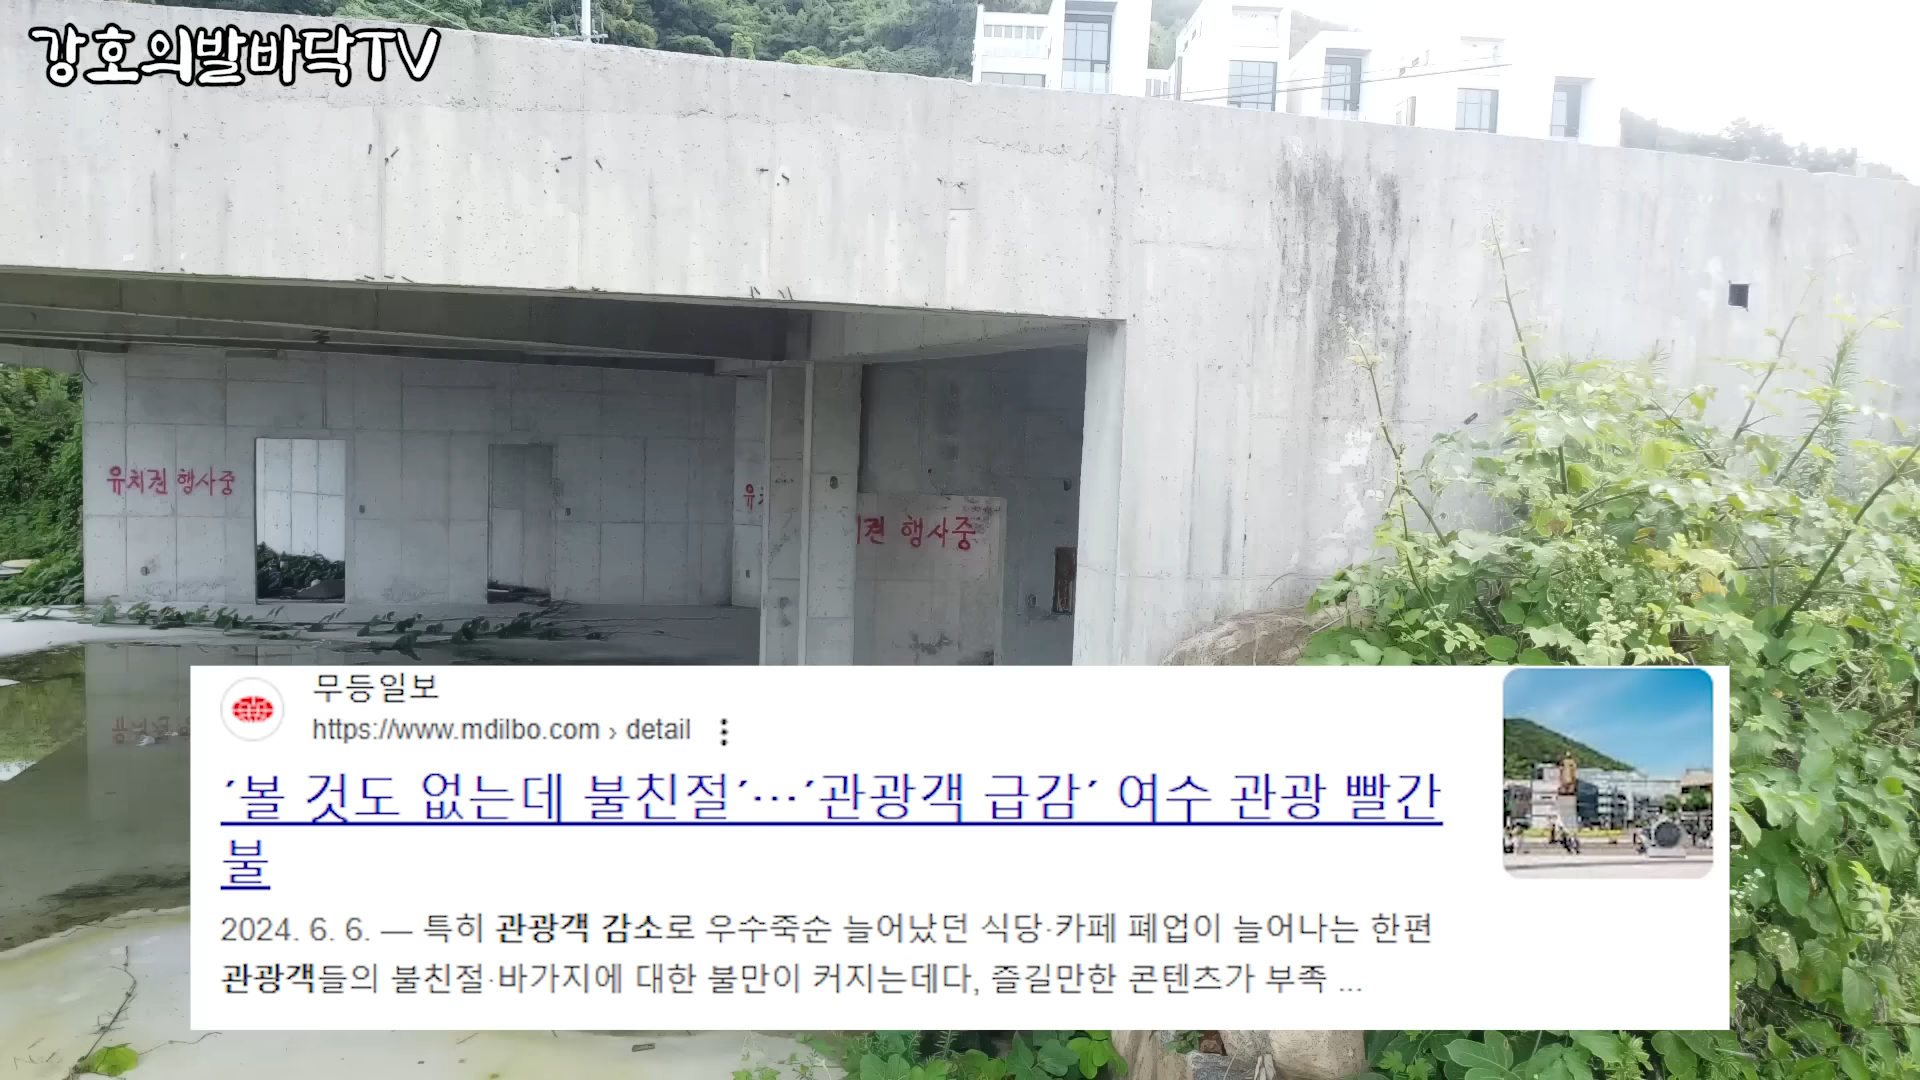 강호의발바닥TV
유치권 행사중
유치
권 행사중
무등일보
https://www.mdilbo.com › detail
´볼 것도 없는데 불친절´…´관광객 급감´ 여수 관광 빨간
불
2024. 6. 6. — 특히 관광객 감소로 우수죽순 늘어났던 식당·카페 폐업이 늘어나는 한편
관광객들의 불친절·바가지에 대한 불만이 커지는데다, 즐길만한 콘텐츠가 부족 ...